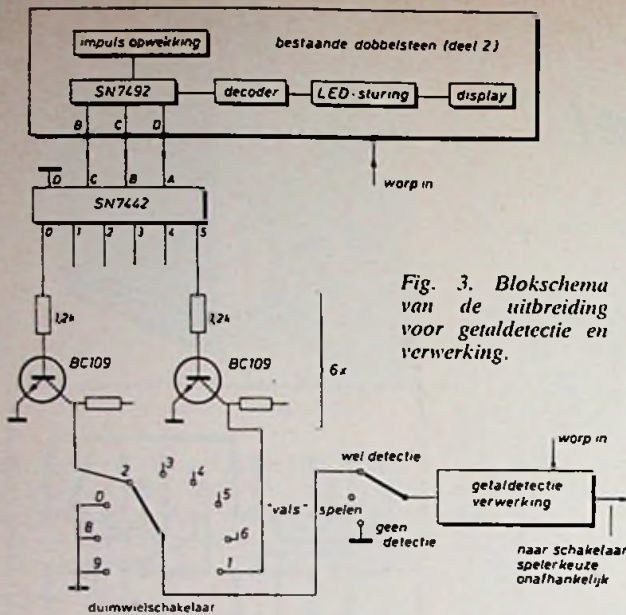 impuls opwekking
bestaande dobbelsteen (deel 2)
SN7492
decoder
LED-sturing
display
B C D
worp in
D C B A
SN7442
0 1 2 3 4 5
1,2k
1,2k
BC109
BC109
6x
Fig. 3. Blokschema
van de uitbreiding
voor getaldetectie en
verwerking.
worp in
wel detectie
2 3 4
getaldetectie
verwerking
0 5
"vals" spelen
8 6
geen
detectie
9 1
naar schakelaar
spelerkeuze
onafhankelijk
duimwielschakelaar